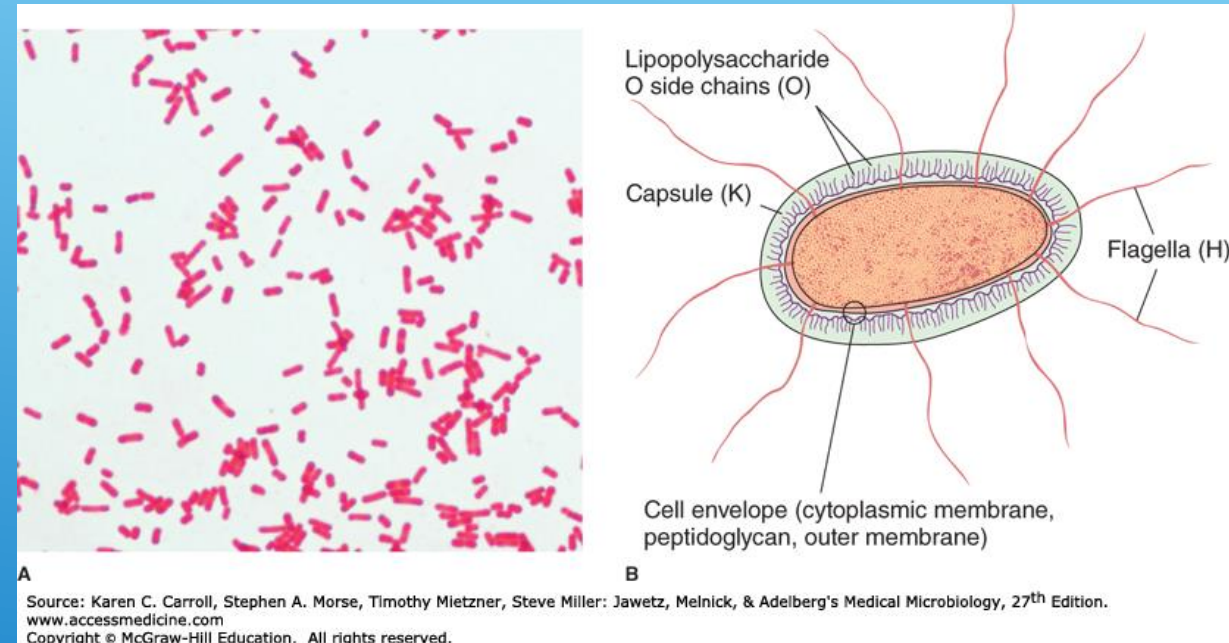 Lipopolysaccharide
O side chains (O)
Capsule (K)
Flagella (H)
Cell envelope (cytoplasmic membrane,
peptidoglycan, outer membrane)
A
B
Source: Karen C. Carroll, Stephen A. Morse, Timothy Mietzner, Steve Miller: Jawetz, Melnick, & Adelberg's Medical Microbiology, 27th Edition.
www.accessmedicine.com
Copyright © McGraw-Hill Education. All rights reserved.